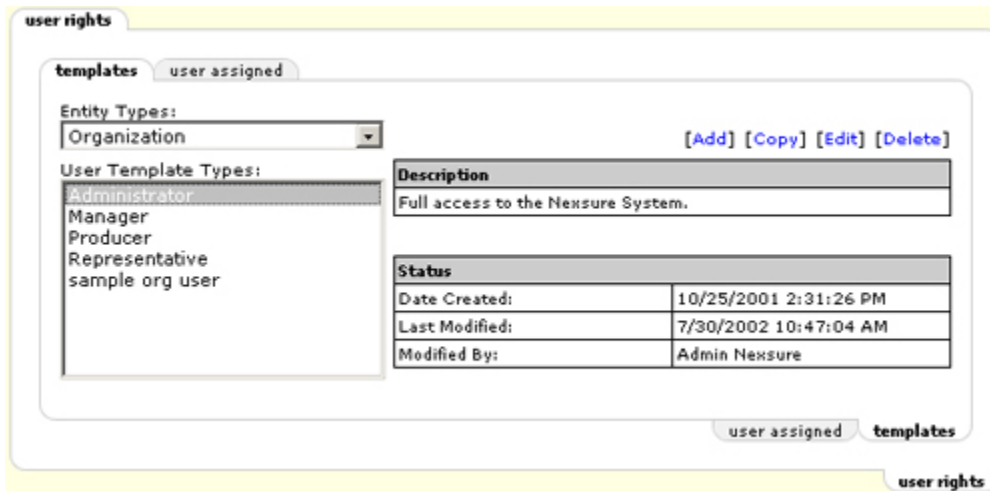 user rights
templates user assigned
Entity Types:
Organization
[Add] [Copy] [Edit] [Delete]
User Template Types:
Administrator
Manager
Producer
Representative
sample org user
Description
Full access to the Nexsure System.
Status
Date Created: 10/25/2001 2:31:26 PM
Last Modified: 7/30/2002 10:47:04 AM
Modified By: Admin Nexsure
user assigned templates
user rights